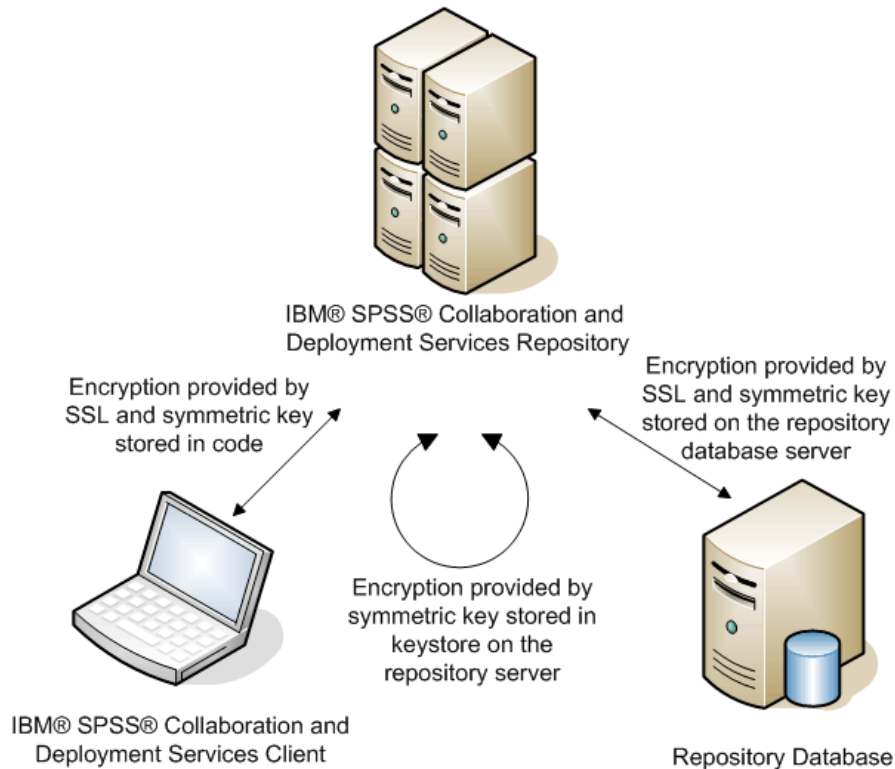 IBM® SPSS® Collaboration and
Deployment Services Repository
Encryption provided by
SSL and symmetric key
stored in code
Encryption provided by
SSL and symmetric key
stored on the repository
database server
Encryption provided by
symmetric key stored in
keystore on the
repository server
IBM® SPSS® Collaboration and
Deployment Services Client
Repository Database